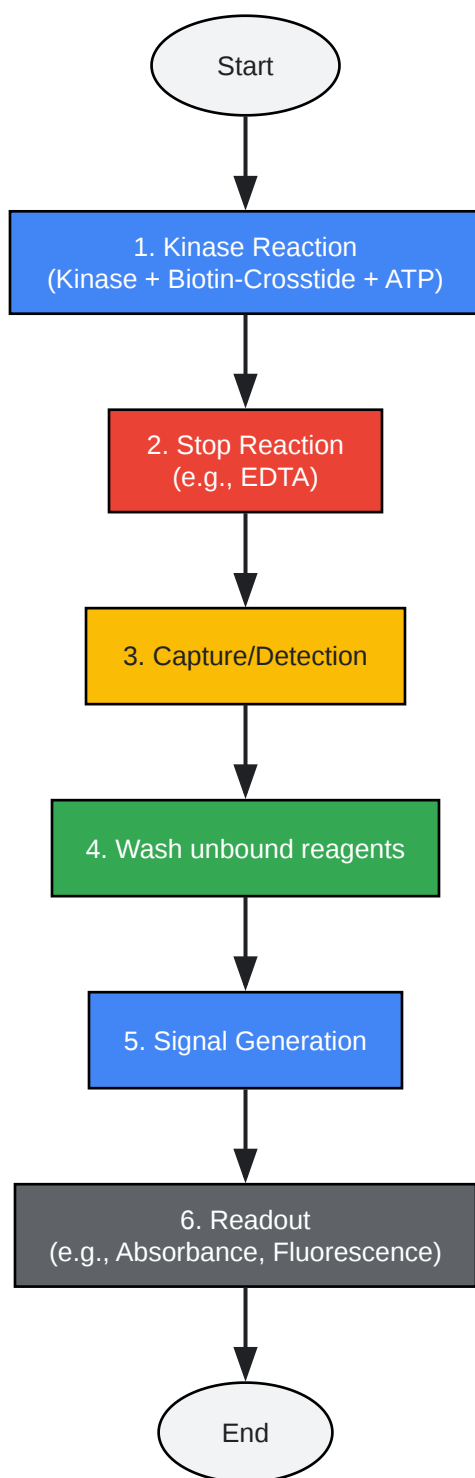 Start
1. Kinase Reaction
(Kinase + Biotin-Crosstide + ATP)
2. Stop Reaction
(e.g., EDTA)
3. Capture/Detection
4. Wash unbound reagents
5. Signal Generation
6. Readout
(e.g., Absorbance, Fluorescence)
End